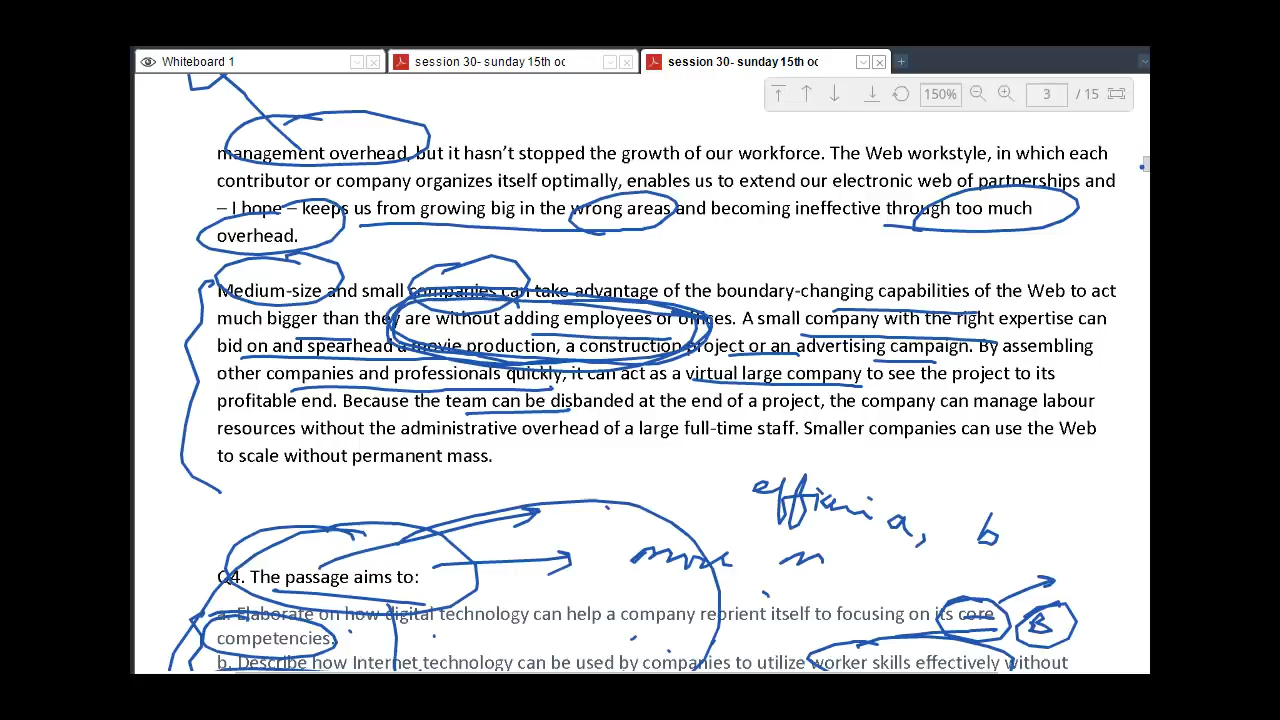 Whiteboard 1
session 30- sunday 15th oc
session 30- sunday 15th oc
150%
3
/ 15
management overhead, but it hasn't stopped the growth of our workforce. The Web workstyle, in which each
contributor or company organizes itself optimally, enables us to extend our electronic web of partnerships and
– I hope – keeps us from growing big in the wrong areas and becoming ineffective through too much
overhead.
Medium-size and small companies can take advantage of the boundary-changing capabilities of the Web to act
much bigger than they are without adding employees or offices. A small company with the right expertise can
bid on and spearhead a movie production, a construction project or an advertising campaign. By assembling
other companies and professionals quickly, it can act as a virtual large company to see the project to its
profitable end. Because the team can be disbanded at the end of a project, the company can manage labour
resources without the administrative overhead of a large full-time staff. Smaller companies can use the Web
to scale without permanent mass.
a, b
Q4. The passage aims to:
a. Elaborate on how digital technology can help a company reorient itself to focusing on its core
B
competencies.
b. Describe how Internet technology can be used by companies to utilize worker skills effectively without